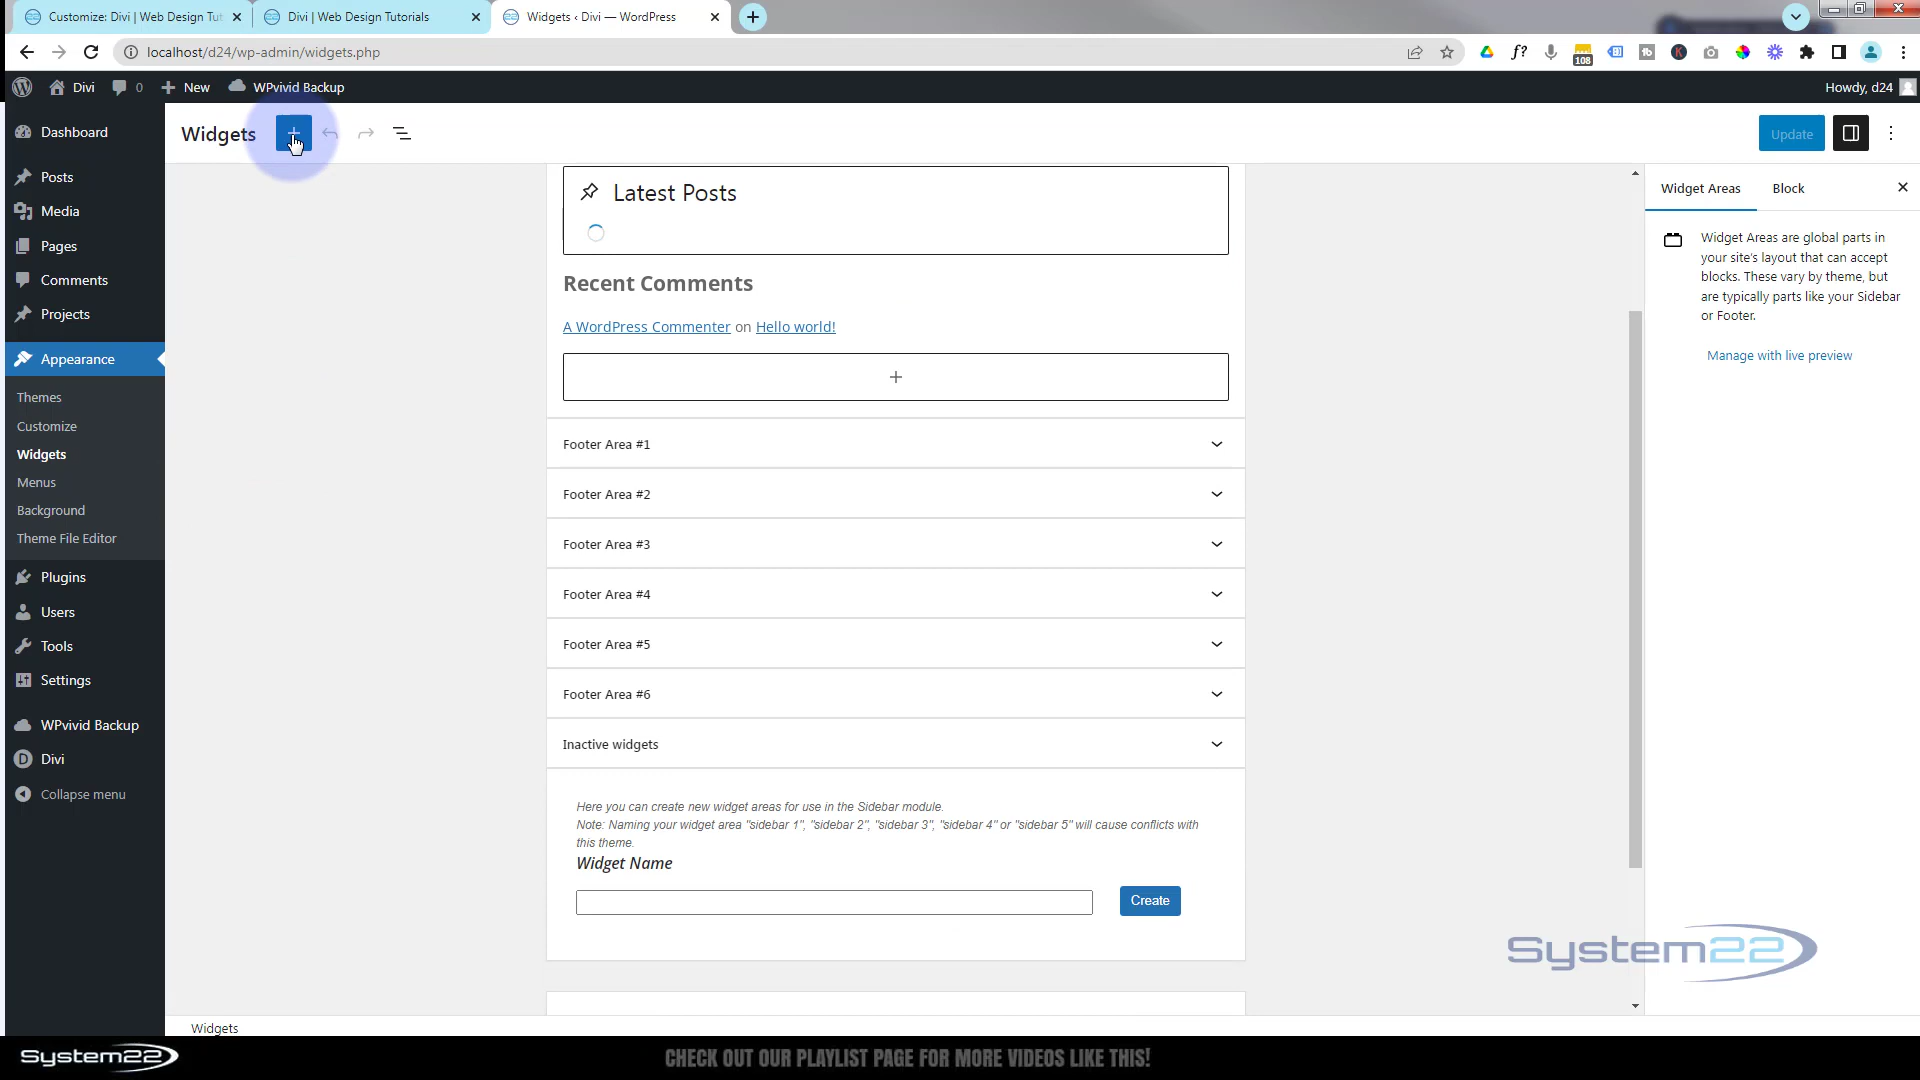 Customize: Divi | Web Design Tut
Divi | Web Design Tutorials
Widgets ‹ Divi — WordPress
localhost/d24/wp-admin/widgets.php
108
Divi
0
New
WPvivid Backup
Howdy, d24
Dashboard
Posts
Media
Pages
Comments
Projects
Appearance
Themes
Customize
Widgets
Menus
Background
Theme File Editor
Plugins
Users
Tools
Settings
WPvivid Backup
Divi
Collapse menu
Widgets
Update
Latest Posts
Recent Comments
A WordPress Commenter on Hello world!
Footer Area #1
Footer Area #2
Footer Area #3
Footer Area #4
Footer Area #5
Footer Area #6
Inactive widgets
Here you can create new widget areas for use in the Sidebar module.
Note: Naming your widget area "sidebar 1", "sidebar 2", "sidebar 3", "sidebar 4" or "sidebar 5" will cause conflicts with
this theme.
Widget Name
Create
Widget Areas
Block
Widget Areas are global parts in
your site's layout that can accept
blocks. These vary by theme, but
are typically parts like your Sidebar
or Footer.
Manage with live preview
System22
Widgets
System22
CHECK OUT OUR PLAYLIST PAGE FOR MORE VIDEOS LIKE THIS!